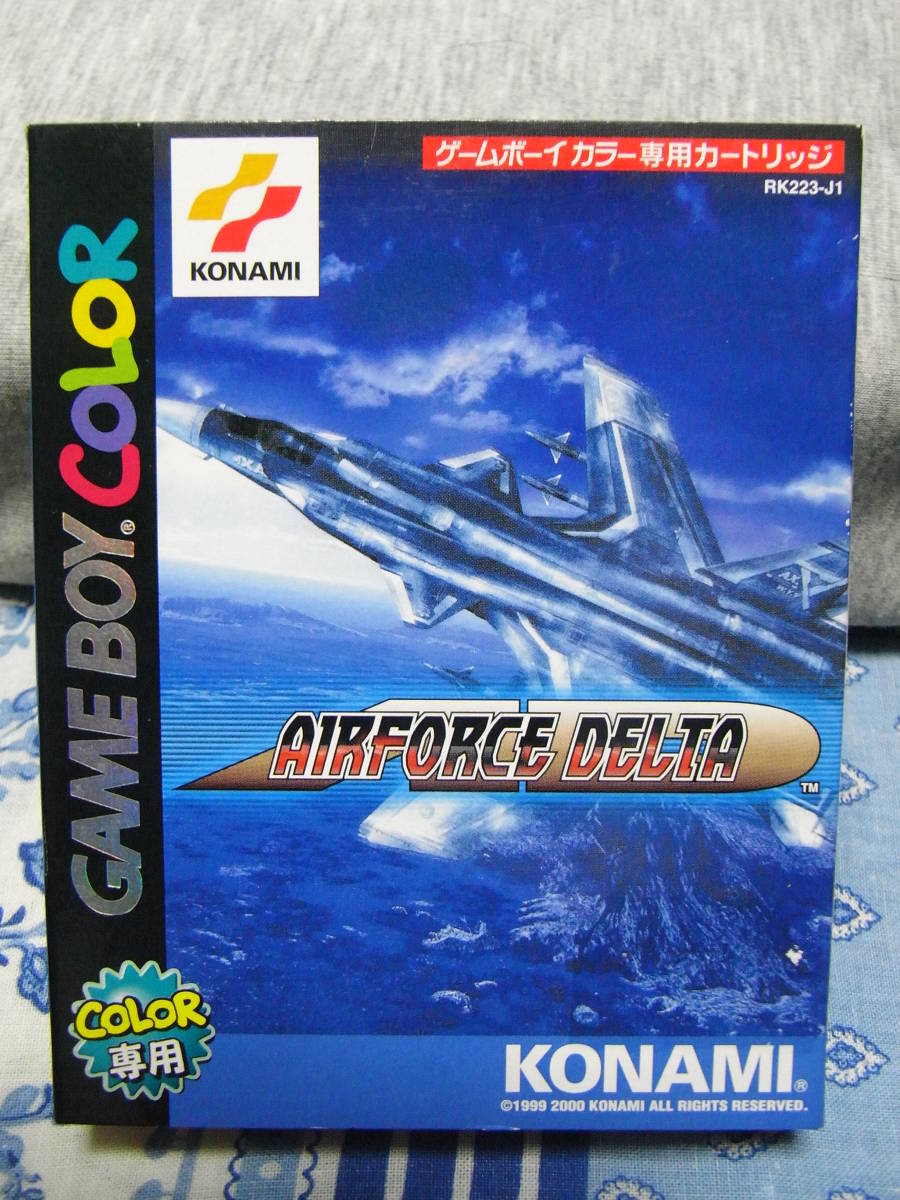 GAME BOY® COLOR
COLOR
専用
KONAMI
ゲームボーイカラー専用カートリッジ
RK223-J1
AIRFORCE DELTA
TM
KONAMI®
©1999 2000 KONAMI ALL RIGHTS RESERVED.